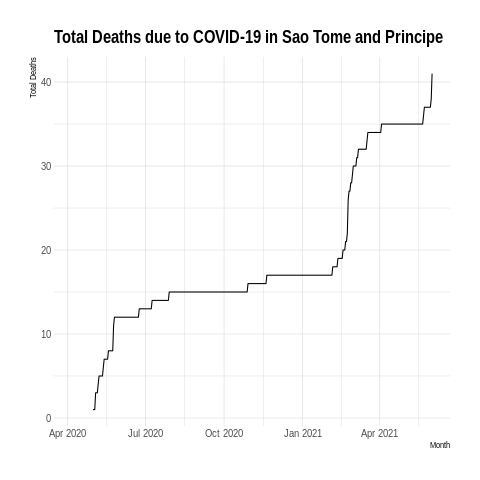 Total Deaths due to COVID-19 in Sao Tome and Principe
Total Deaths
40
30
20
10
0
Apr 2020 Jul 2020 Oct 2020 Jan 2021 Apr 2021
Month